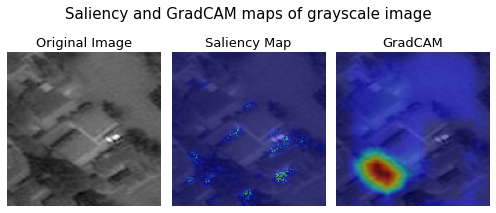 Saliency and GradCAM maps of grayscale image
Original Image
Saliency Map
GradCAM